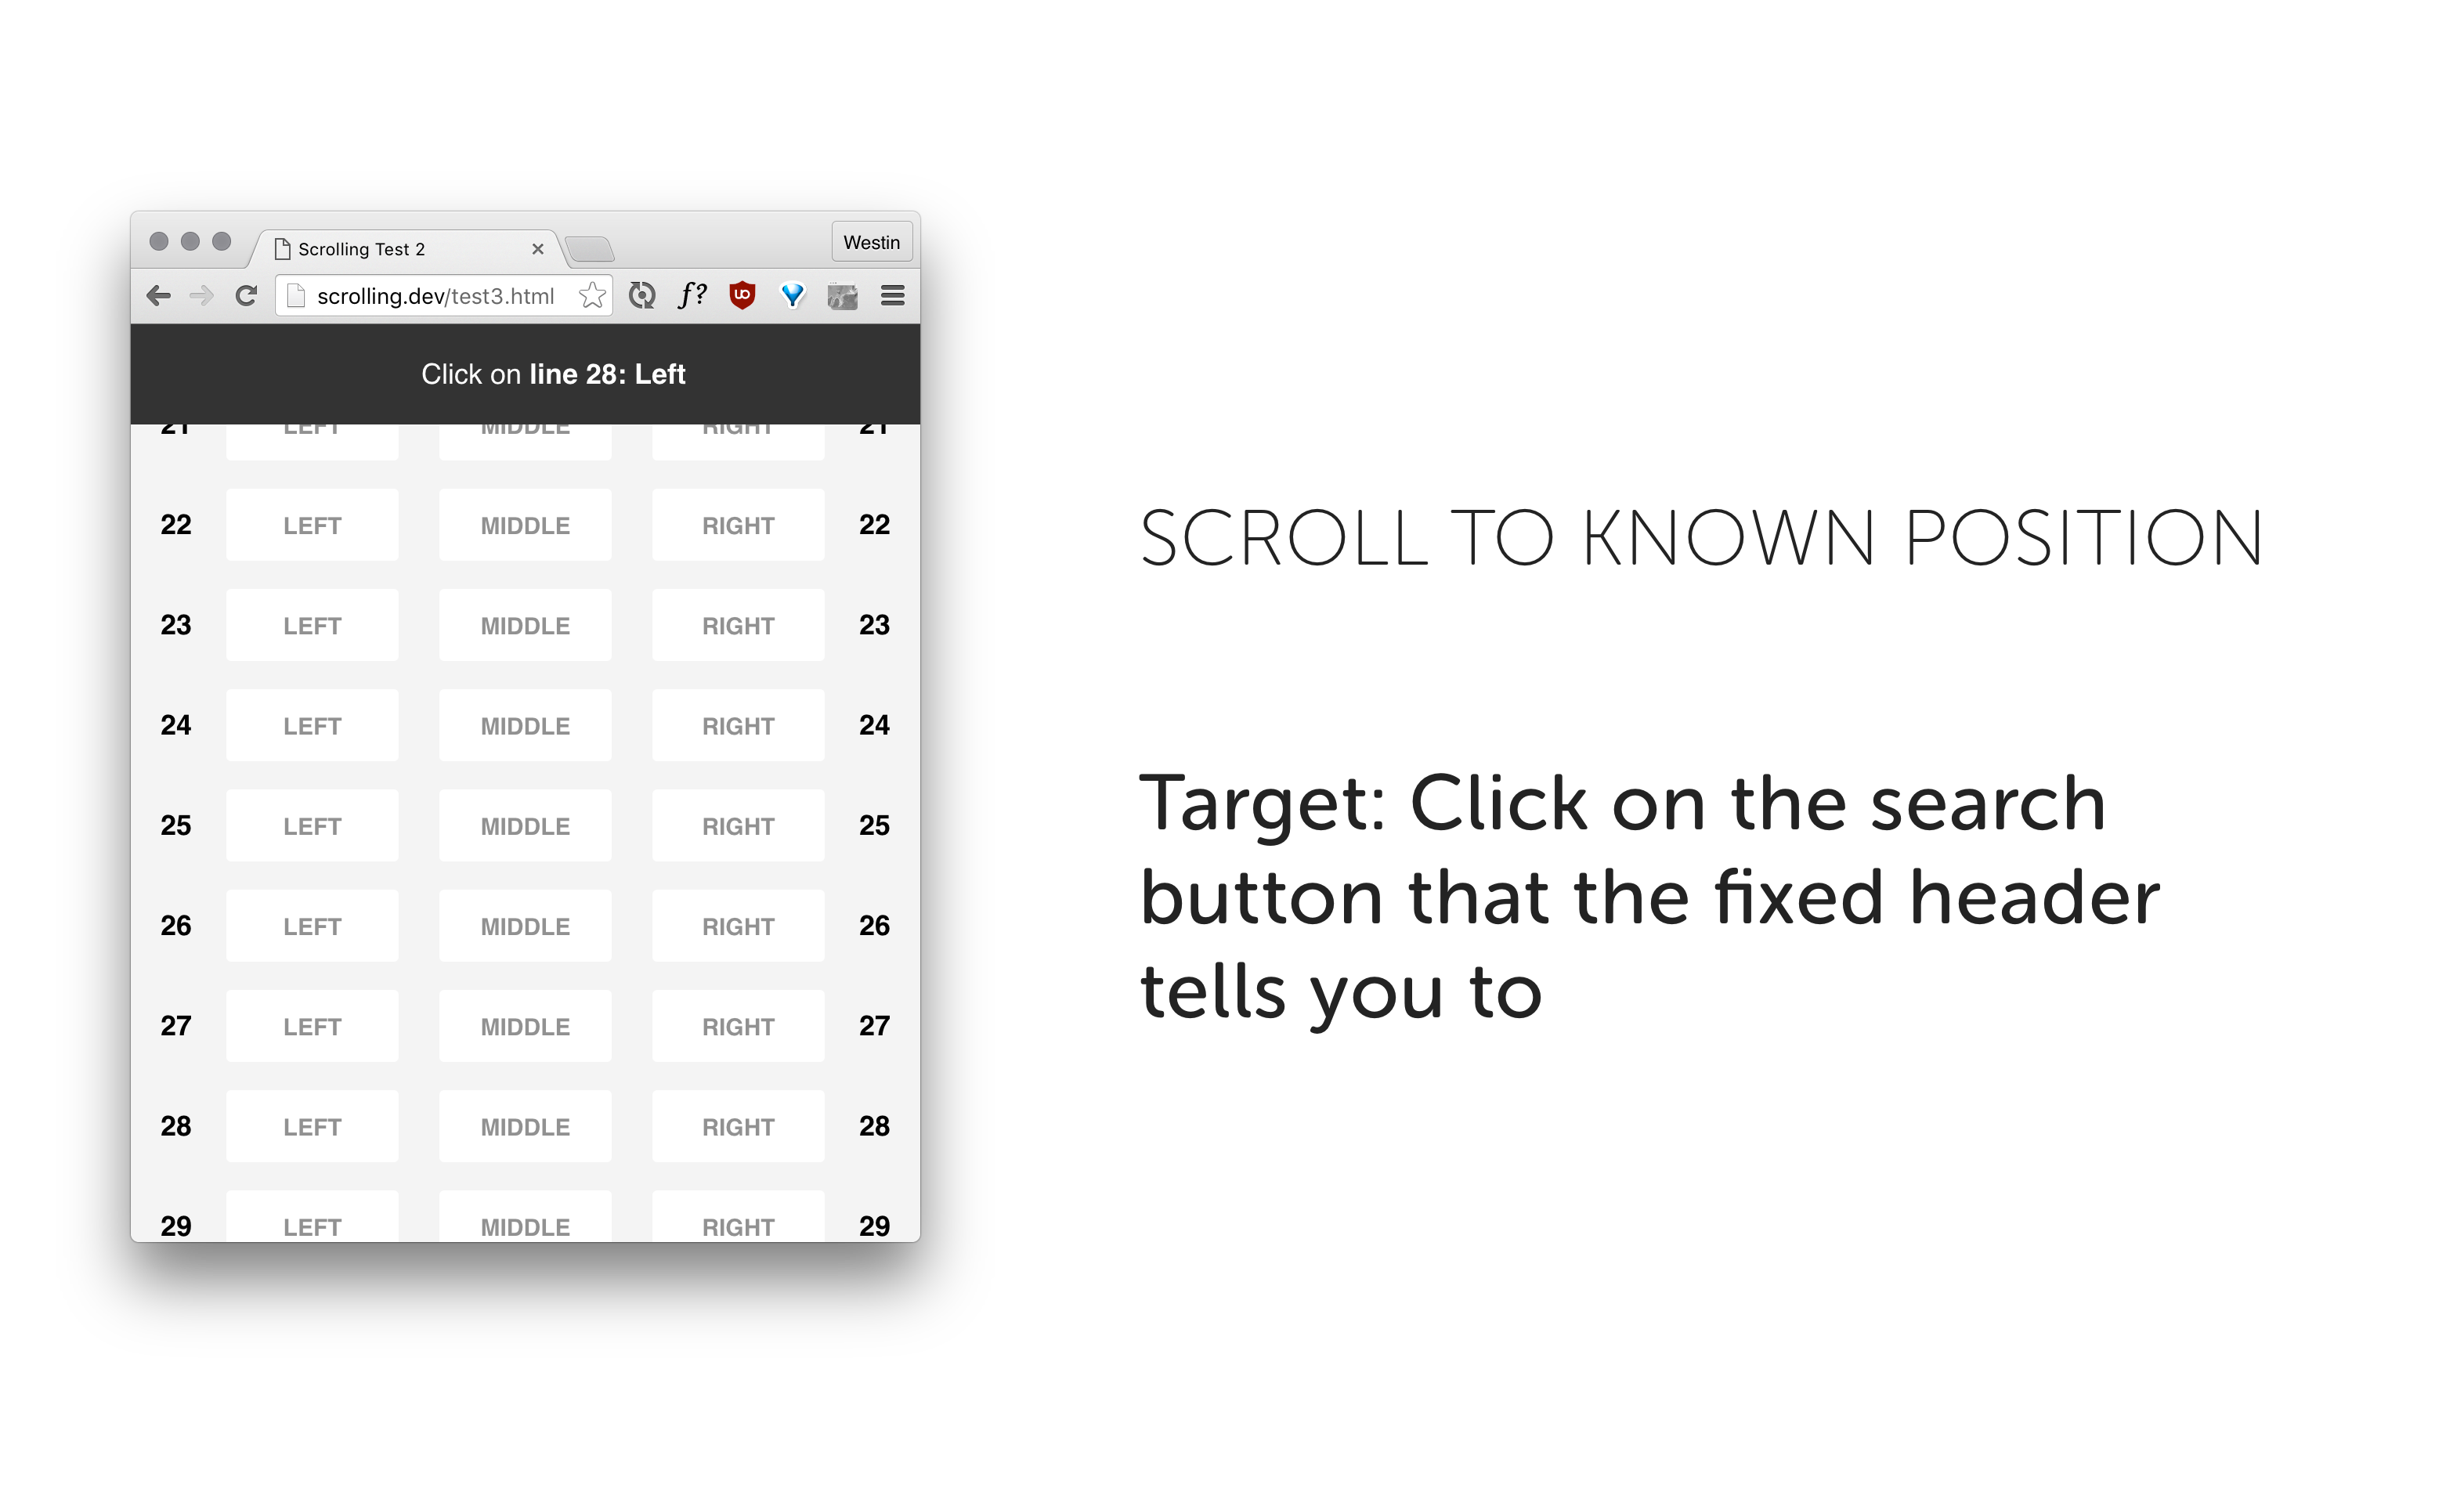 Scrolling Test 2
Westin
scrolling.dev/test3.html
f?
Click on line 28: Left
21 LEFT MIDDLE RIGHT 21
22 LEFT MIDDLE RIGHT 22
23 LEFT MIDDLE RIGHT 23
24 LEFT MIDDLE RIGHT 24
25 LEFT MIDDLE RIGHT 25
26 LEFT MIDDLE RIGHT 26
27 LEFT MIDDLE RIGHT 27
28 LEFT MIDDLE RIGHT 28
29 LEFT MIDDLE RIGHT 29
SCROLL TO KNOWN POSITION
Target: Click on the search
button that the fixed header
tells you to